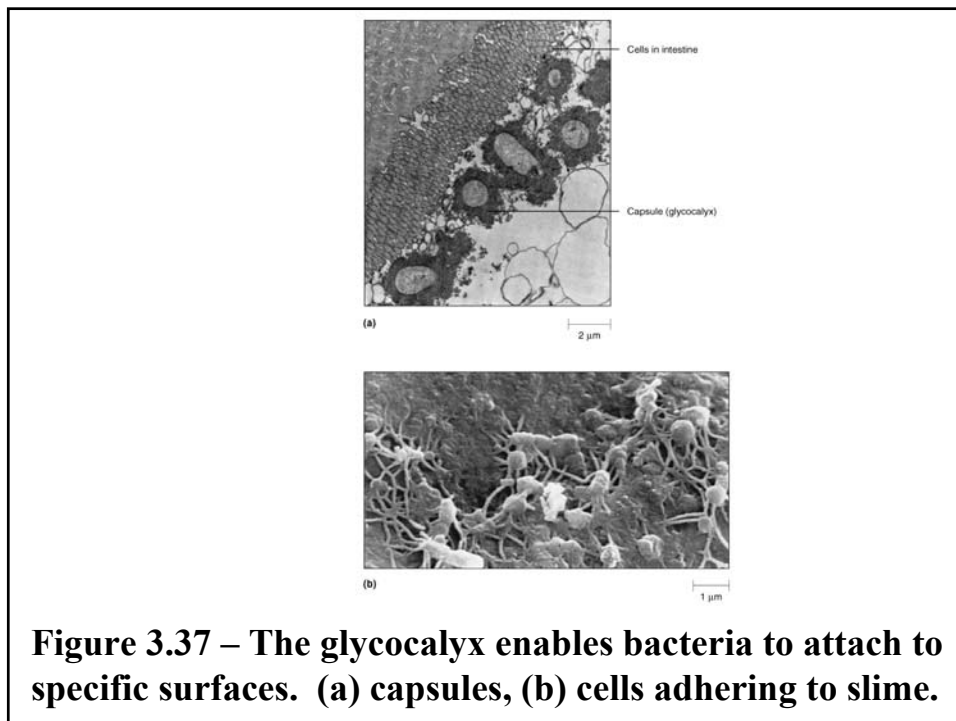 Cells in intestine
Capsule (glycocalyx)
(a)
2 μm
(b)
1 μm
Figure 3.37 – The glycocalyx enables bacteria to attach to
specific surfaces. (a) capsules, (b) cells adhering to slime.